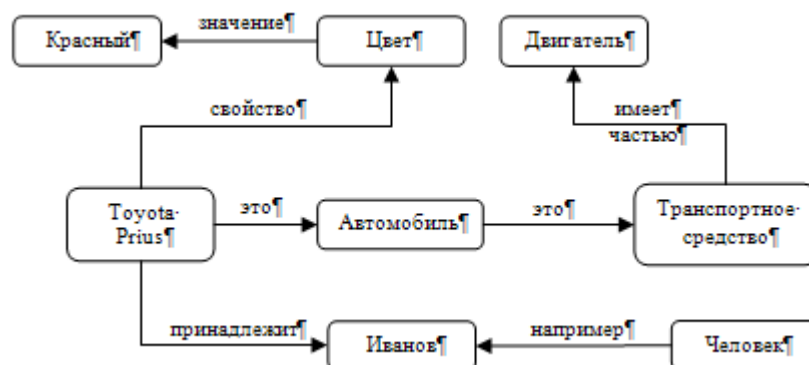 значение¶
Красный¶
Цвет¶
Двигатель¶
свойство¶
имеет¶
частью¶
Toyota·
Prius¶
это¶
Автомобиль¶
это¶
Транспортное·
средство¶
принадлежит¶
Иванов¶
например¶
Человек¶